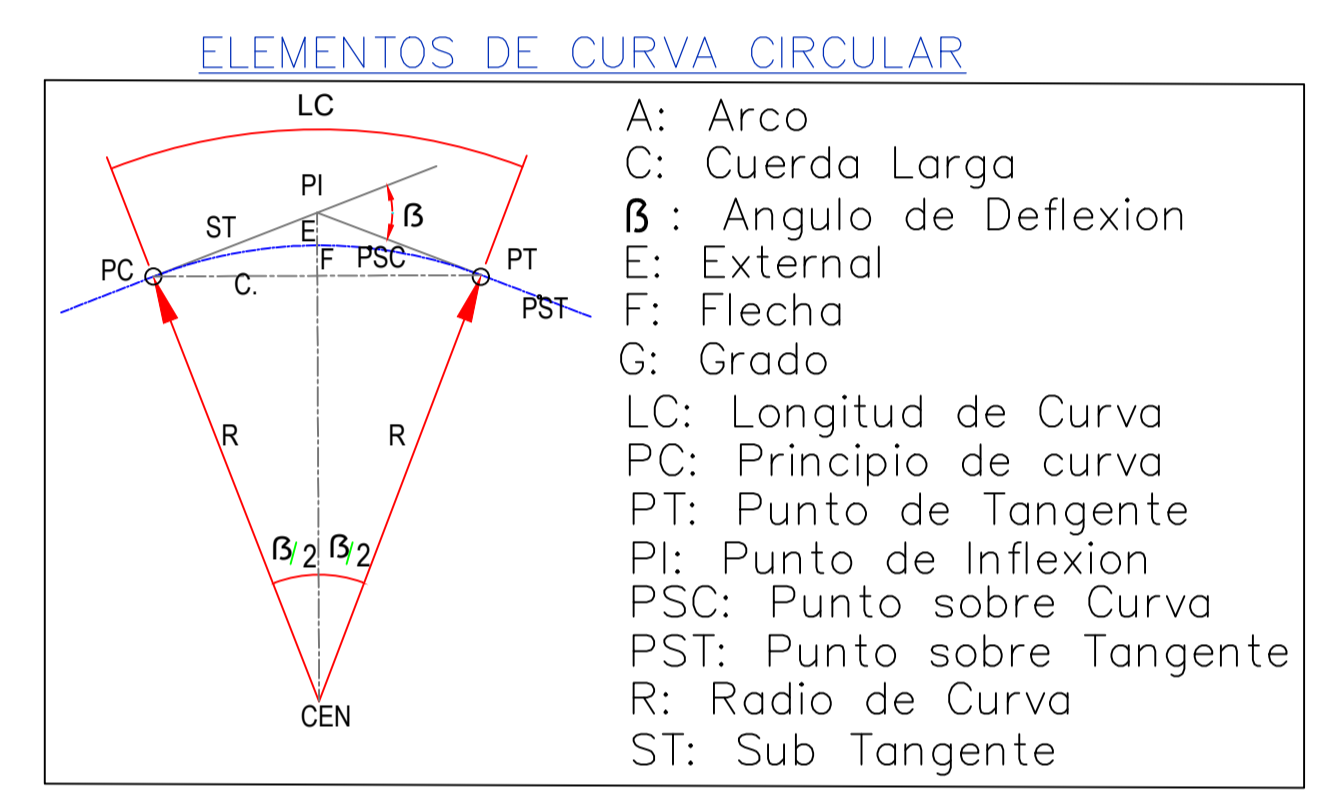 ELEMENTOS DE CURVA CIRCULAR
LC
PI
ß
ST
E
F
PSC
PC
C.
PT
PST
R
R
ß/2
ß/2
CEN
A: Arco
C: Cuerda Larga
ß : Angulo de Deflexion
E: External
F: Flecha
G: Grado
LC: Longitud de Curva
PC: Principio de curva
PT: Punto de Tangente
PI: Punto de Inflexion
PSC: Punto sobre Curva
PST: Punto sobre Tangente
R: Radio de Curva
ST: Sub Tangente